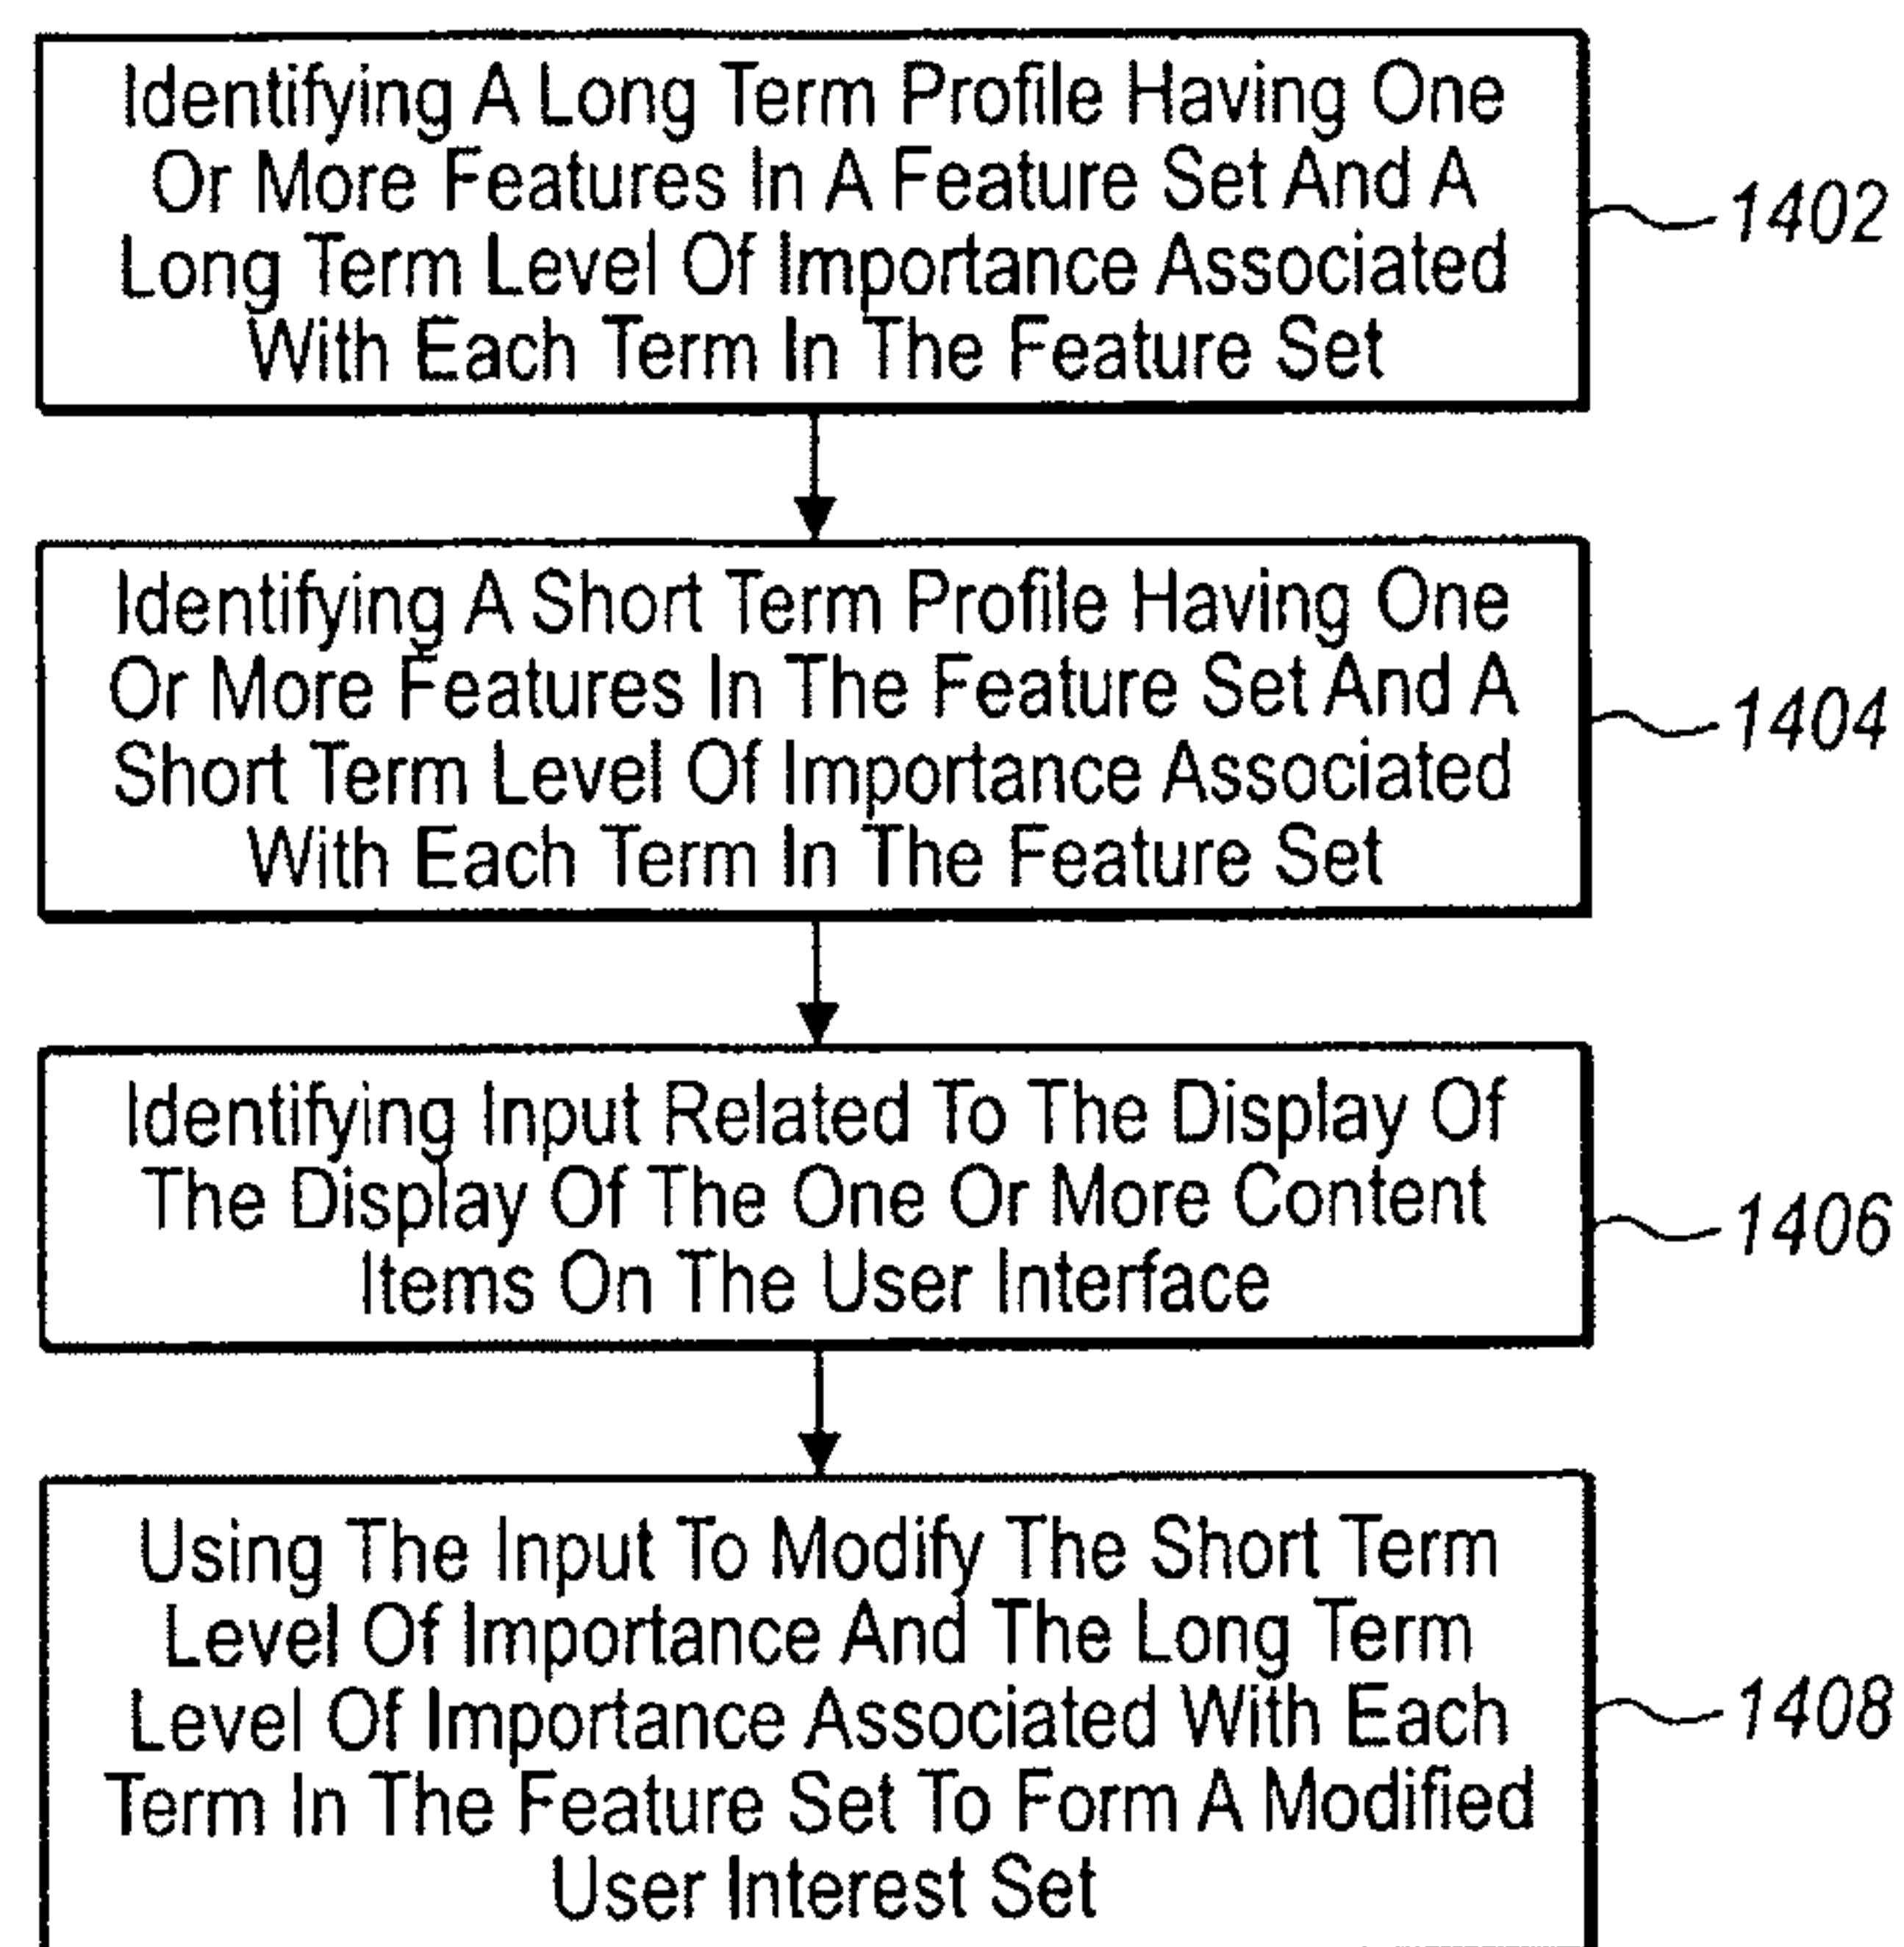 Identifying A Long Term Profile Having One
Or More Features In A Feature Set And A
Long Term Level Of Importance Associated
With Each Term In The Feature Set
1402
Identifying A Short Term Profile Having One
Or More Features In The Feature Set And A
Short Term Level Of Importance Associated
With Each Term In The Feature Set
1404
Identifying Input Related To The Display Of
The Display Of The One Or More Content
Items On The User Interface
1406
Using The Input To Modify The Short Term
Level Of Importance And The Long Term
Level Of Importance Associated With Each
Term In The Feature Set To Form A Modified
User Interest Set
1408